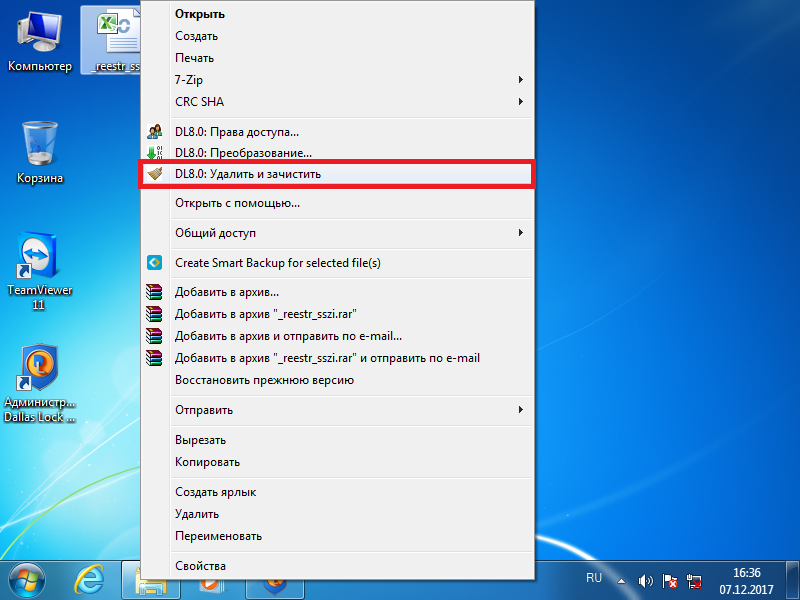 Компьютер
_reestr_ss
Корзина
TeamViewer
11
Администр...
Dallas Lock ...
Открыть
Создать
Печать
7-Zip
CRC SHA
DL8.0: Права доступа...
DL8.0: Преобразование...
DL8.0: Удалить и зачистить
Открыть с помощью...
Общий доступ
Create Smart Backup for selected file(s)
Добавить в архив...
Добавить в архив "_reestr_sszi.rar"
Добавить в архив и отправить по e-mail...
Добавить в архив "_reestr_sszi.rar" и отправить по e-mail
Восстановить прежнюю версию
Отправить
Вырезать
Копировать
Создать ярлык
Удалить
Переименовать
Свойства
RU
16:36
07.12.2017